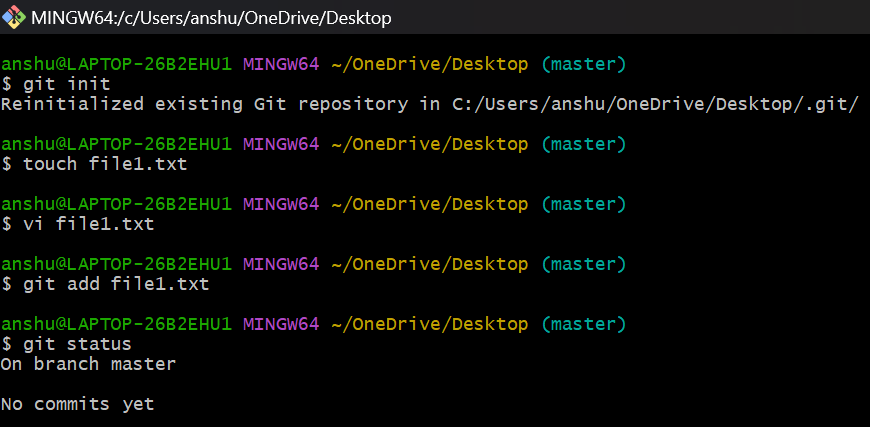 MINGW64:/c/Users/anshu/OneDrive/Desktop
anshu@LAPTOP-26B2EHU1 MINGW64 ~/OneDrive/Desktop (master)
$ git init
Reinitialized existing Git repository in C:/Users/anshu/OneDrive/Desktop/.git/
anshu@LAPTOP-26B2EHU1 MINGW64 ~/OneDrive/Desktop (master)
$ touch file1.txt
anshu@LAPTOP-26B2EHU1 MINGW64 ~/OneDrive/Desktop (master)
$ vi file1.txt
anshu@LAPTOP-26B2EHU1 MINGW64 ~/OneDrive/Desktop (master)
$ git add file1.txt
anshu@LAPTOP-26B2EHU1 MINGW64 ~/OneDrive/Desktop (master)
$ git status
On branch master
No commits yet